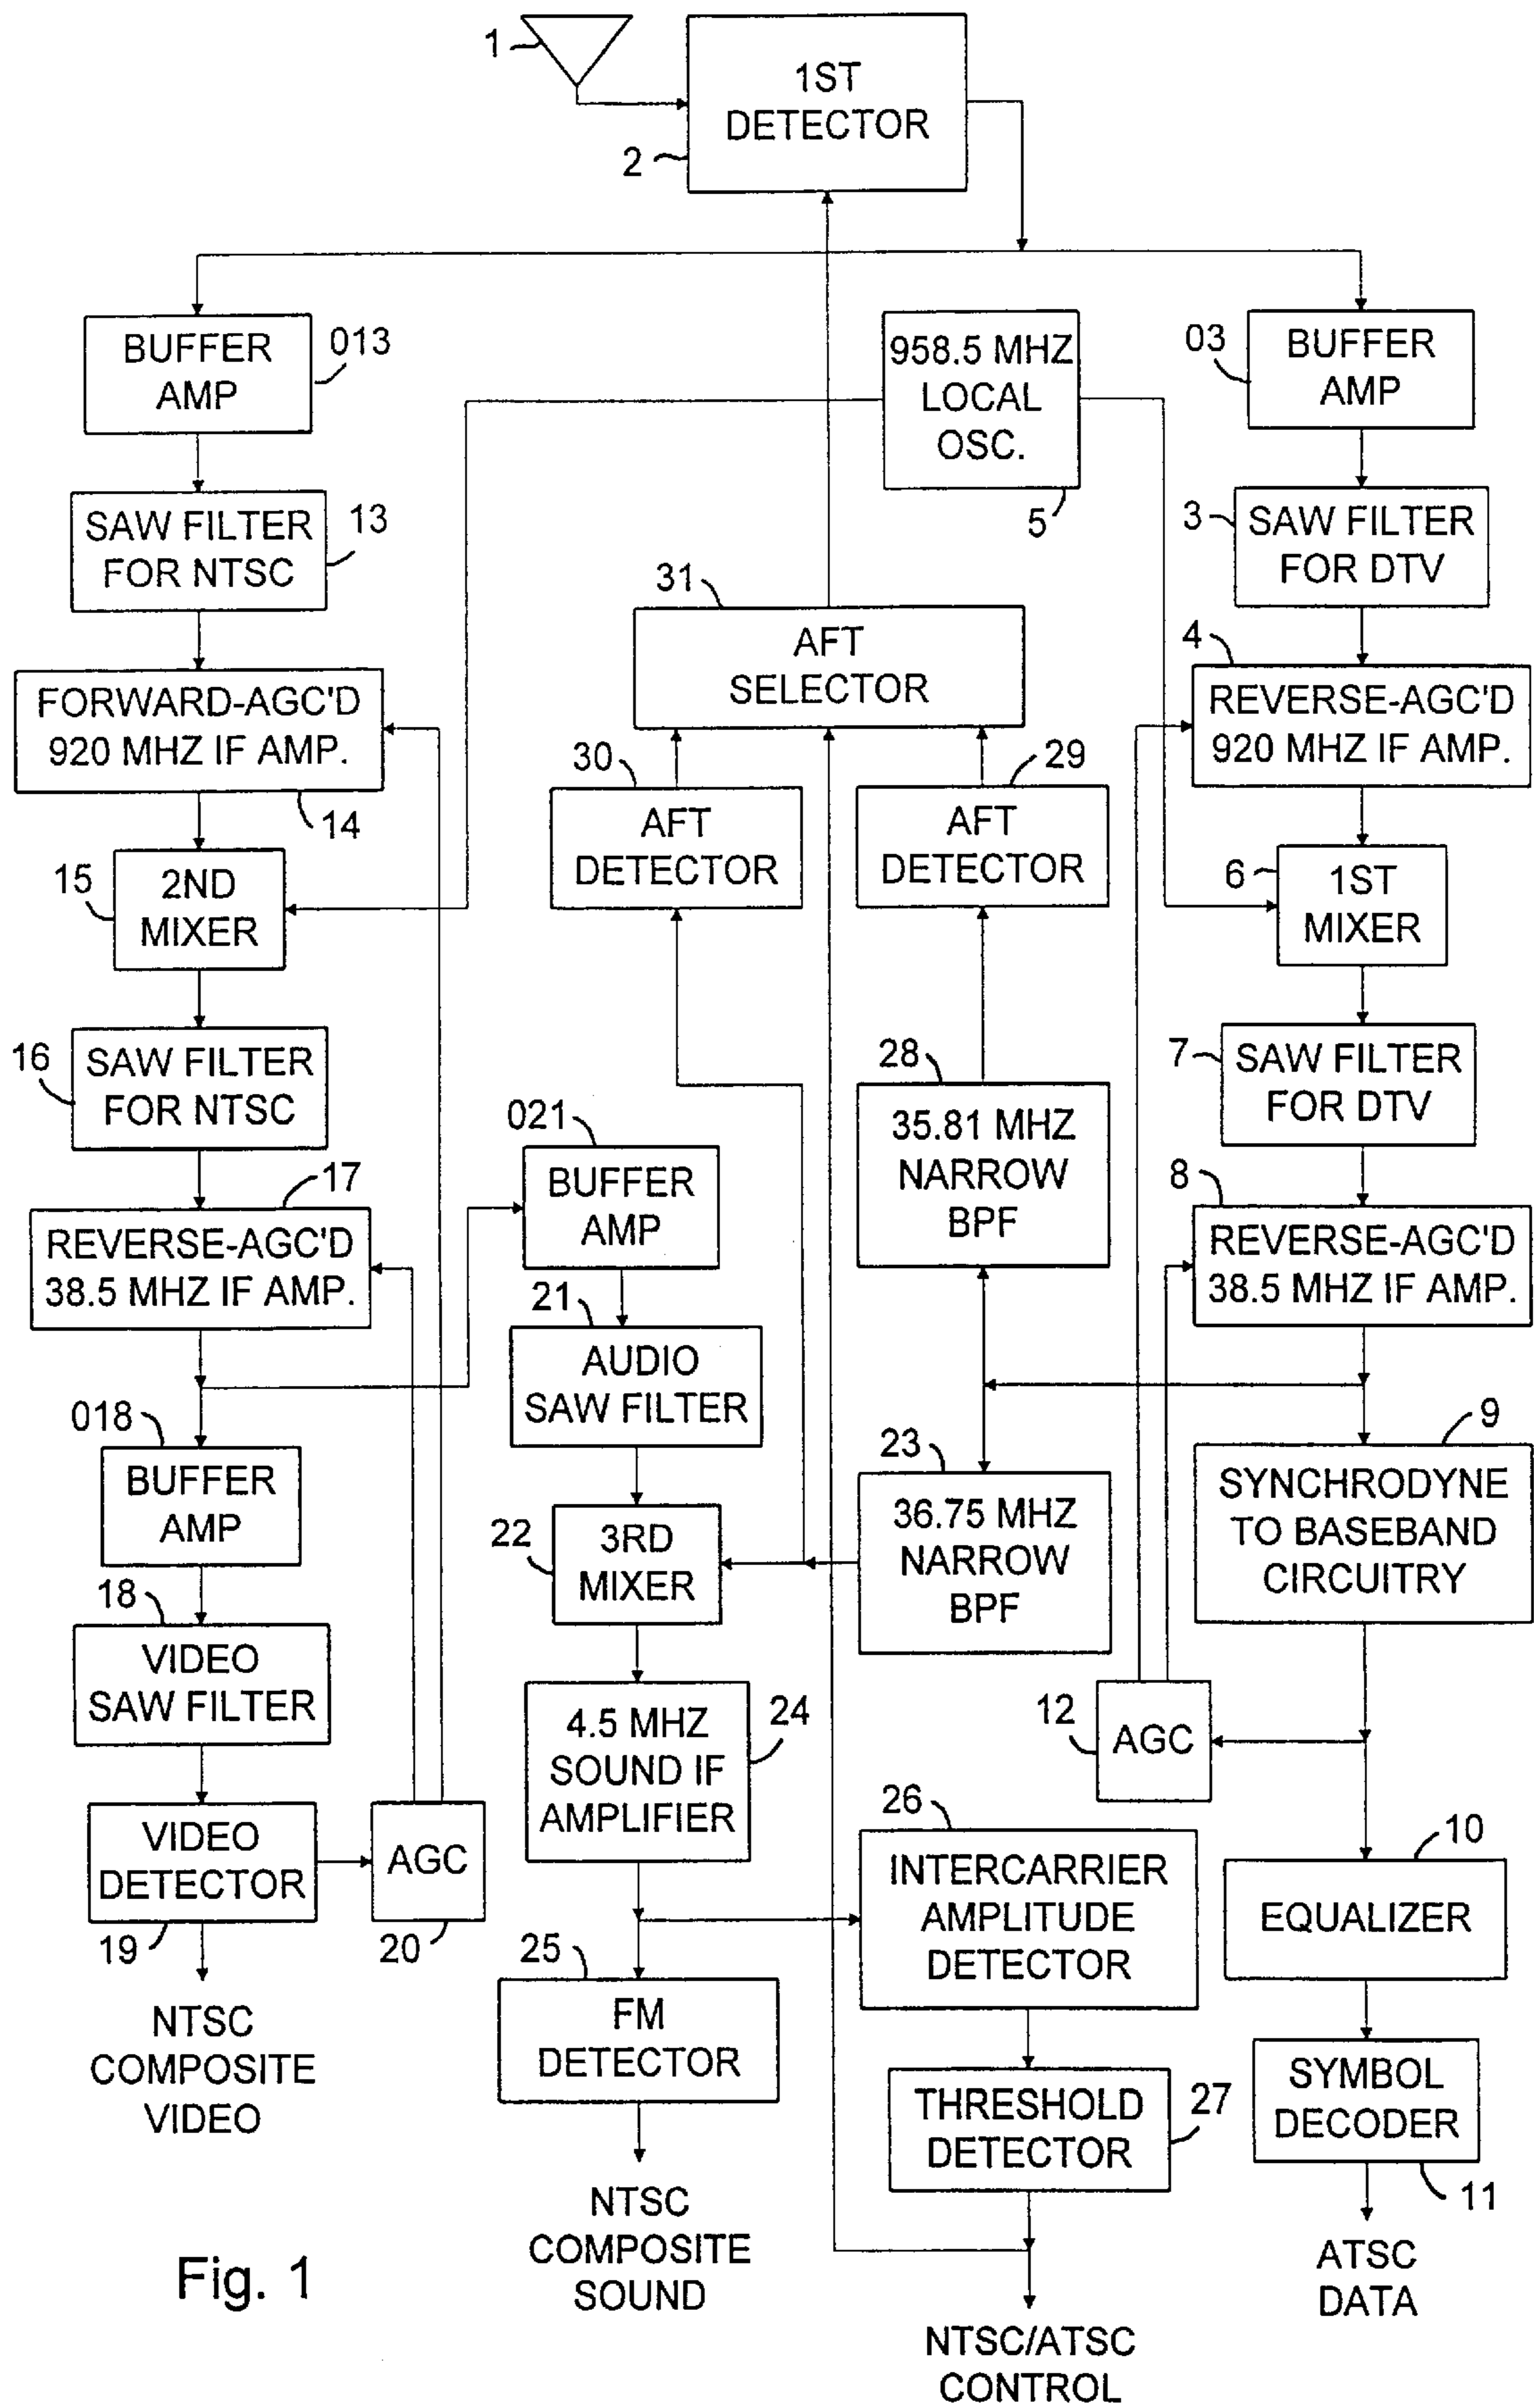 1
1ST
DETECTOR
2
BUFFER
AMP
013
958.5 MHZ
LOCAL
OSC.
5
03
BUFFER
AMP
SAW FILTER
FOR NTSC
13
3
SAW FILTER
FOR DTV
31
AFT
SELECTOR
FORWARD-AGC'D
920 MHZ IF AMP.
14
4
REVERSE-AGC'D
920 MHZ IF AMP.
30
AFT
DETECTOR
29
AFT
DETECTOR
15
2ND
MIXER
6
1ST
MIXER
16
SAW FILTER
FOR NTSC
28
35.81 MHZ
NARROW
BPF
7
SAW FILTER
FOR DTV
021
BUFFER
AMP
17
REVERSE-AGC'D
38.5 MHZ IF AMP.
8
REVERSE-AGC'D
38.5 MHZ IF AMP.
21
AUDIO
SAW FILTER
018
BUFFER
AMP
23
36.75 MHZ
NARROW
BPF
9
SYNCHRODYNE
TO BASEBAND
CIRCUITRY
22
3RD
MIXER
18
VIDEO
SAW FILTER
4.5 MHZ
SOUND IF
AMPLIFIER
24
12
AGC
VIDEO
DETECTOR
19
AGC
20
26
INTERCARRIER
AMPLITUDE
DETECTOR
10
EQUALIZER
25
FM
DETECTOR
NTSC
COMPOSITE
VIDEO
THRESHOLD
DETECTOR
27
SYMBOL
DECODER
11
NTSC
COMPOSITE
SOUND
ATSC
DATA
NTSC/ATSC
CONTROL
Fig. 1